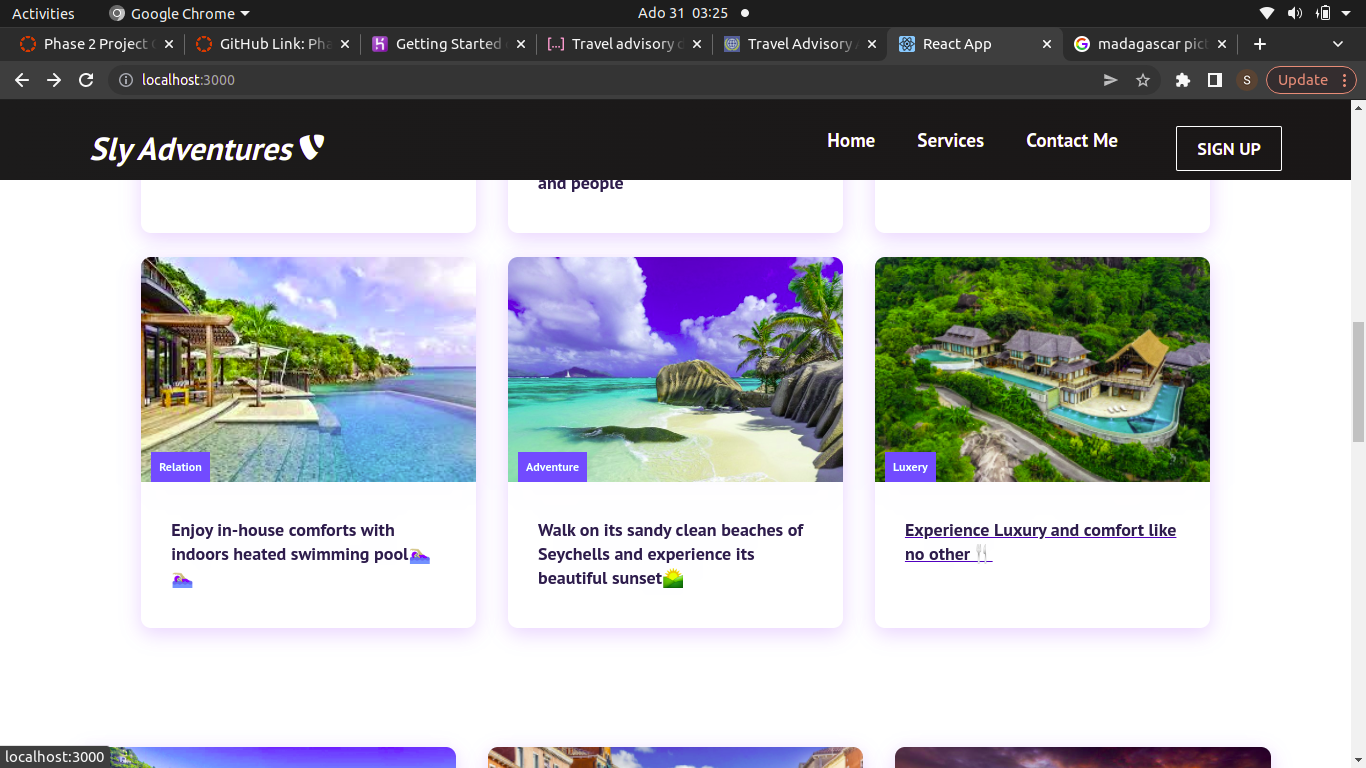 Activities
Google Chrome
Ado 31 03:25
Phase 2 Project
GitHub Link: Pha
Getting Started
Travel advisory
Travel Advisory
React App
madagascar pict
localhost:3000
S
Update
Sly Adventures
Home
Services
Contact Me
SIGN UP
and people
Relation
Adventure
Luxery
Enjoy in-house comforts with
indoors heated swimming pool🏊‍♀️
🏊‍♀️
Walk on its sandy clean beaches of
Seychells and experience its
beautiful sunset🌄
Experience Luxury and comfort like
no other🍴
localhost:3000